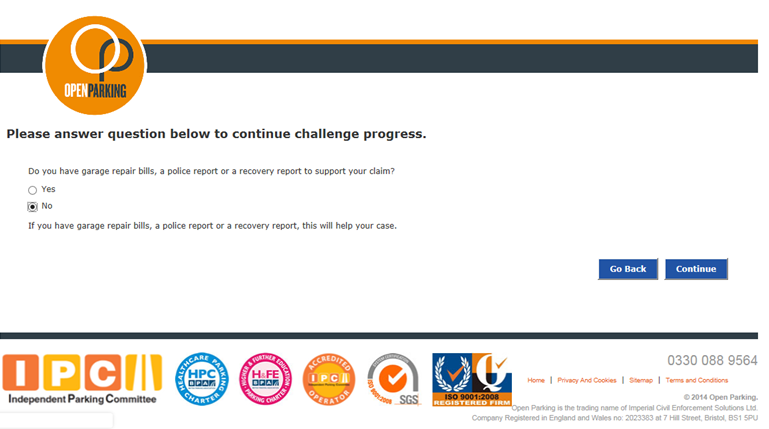 OPENPARKING
Please answer question below to continue challenge progress.
Do you have garage repair bills, a police report or a recovery report to support your claim?
Yes
No
If you have garage repair bills, a police report or a recovery report, this will help your case.
Go Back
Continue
IPC
Independent Parking Committee
HEALTHCARE PARKING
HPC
BPA
CHARTER
HIGHER & FURTHER EDUCATION
H&FE
BPA
PARKING CHARTER
ACCREDITED
IPC
OPERATOR
ISO 9001:2008
SGS
ISO 9001:2008
REGISTERED FIRM
0330 088 9564
Home | Privacy And Cookies | Sitemap | Terms and Conditions
© 2014 Open Parking.
Open Parking is the trading name of Imperial Civil Enforcement Solutions Ltd.
Company Registered in England and Wales no: 2023383 at 7 Hill Street, Bristol, BS1 5PU